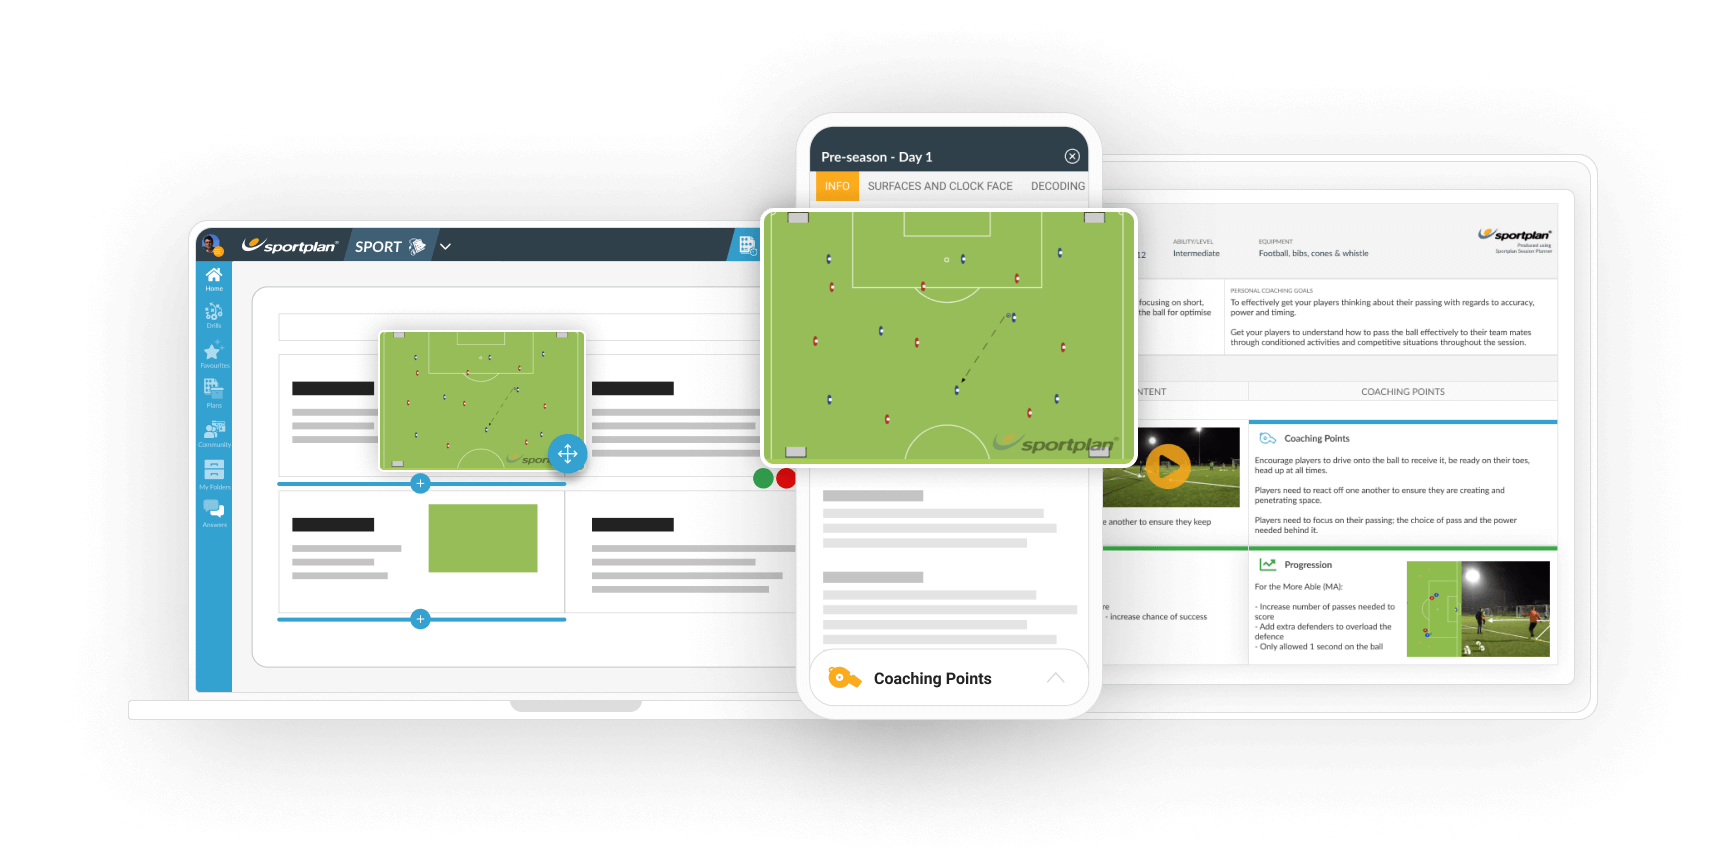 sportplan
SPORT
Home
Drills
Favourites
Plans
Community
My Folders
Answers
sport
Pre-season - Day 1
INFO
SURFACES AND CLOCK FACE
DECODING
sportplan
Coaching Points
12
ABILITY/LEVEL
Intermediate
EQUIPMENT
Football, bibs, cones & whistle
sportplan
Produced using
Sportplan Session Planner
focusing on short,
the ball for optimise
PERSONAL COACHING GOALS
To effectively get your players thinking about their passing with regards to accuracy,
power and timing.
Get your players to understand how to pass the ball effectively to their team mates
through conditioned activities and competitive situations throughout the session.
NTENT
COACHING POINTS
e another to ensure they keep
Coaching Points
Encourage players to drive onto the ball to receive it, be ready on their toes,
head up at all times.
Players need to react off one another to ensure they are creating and
penetrating space.
Players need to focus on their passing; the choice of pass and the power
needed behind it.
re
- increase chance of success
Progression
For the More Able (MA):
- Increase number of passes needed to
score
- Add extra defenders to overload the
defence
- Only allowed 1 second on the ball